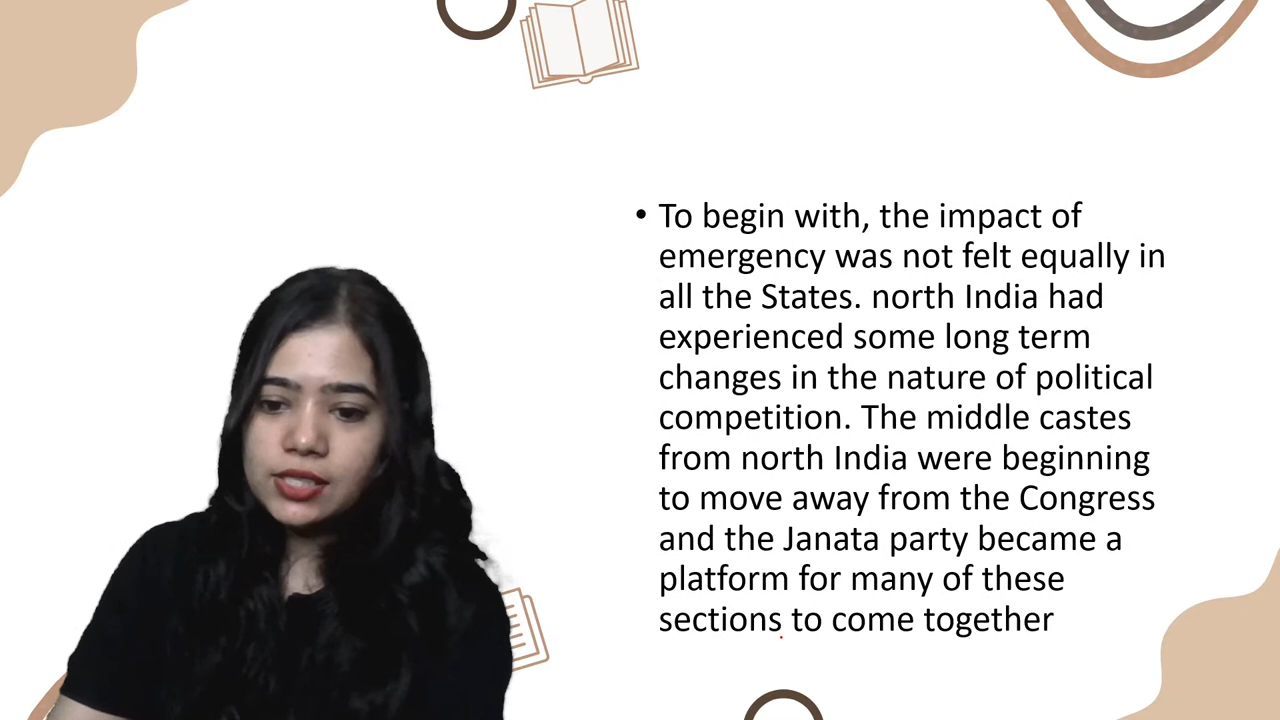 • To begin with, the impact of
emergency was not felt equally in
all the States. north India had
experienced some long term
changes in the nature of political
competition. The middle castes
from north India were beginning
to move away from the Congress
and the Janata party became a
platform for many of these
sections to come together